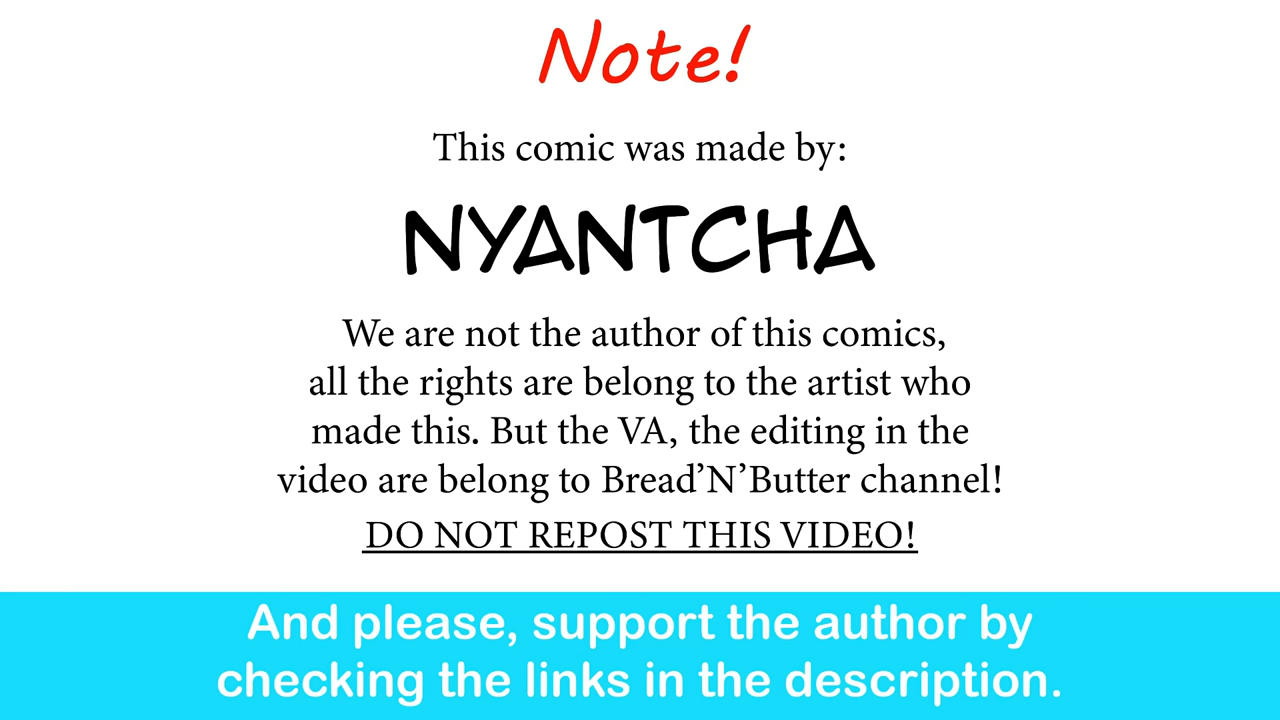 Note!
This comic was made by:
NYANTCHA
We are not the author of this comics,
all the rights are belong to the artist who
made this. But the VA, the editing in the
video are belong to Bread’N’Butter channel!
DO NOT REPOST THIS VIDEO!
And please, support the author by
checking the links in the description.